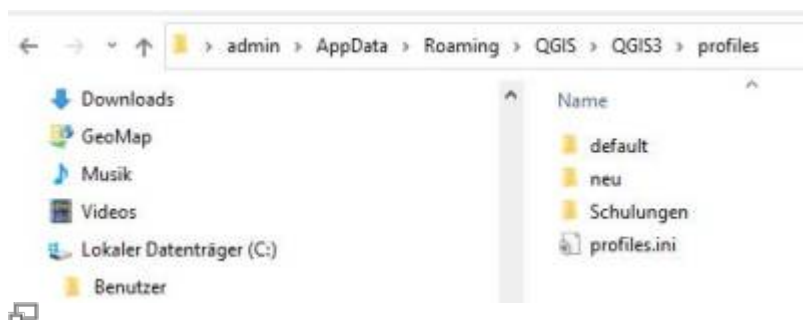 admin > AppData > Roaming > QGIS > QGIS3 > profiles
Downloads
GeoMap
Musik
Videos
Lokaler Datenträger (C:)
Benutzer
Name
default
neu
Schulungen
profiles.ini